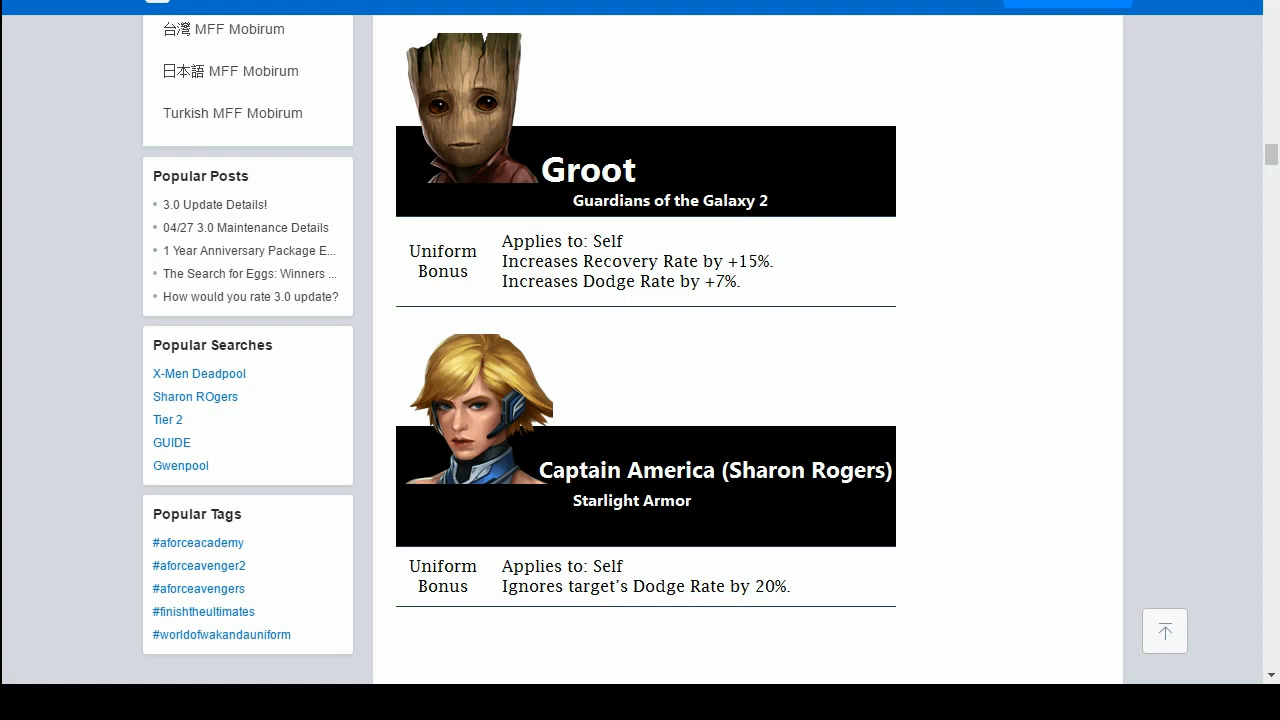 台灣 MFF Mobirum
日本語 MFF Mobirum
Turkish MFF Mobirum
Popular Posts
3.0 Update Details!
04/27 3.0 Maintenance Details
1 Year Anniversary Package E...
The Search for Eggs: Winners ...
How would you rate 3.0 update?
Popular Searches
X-Men Deadpool
Sharon ROgers
Tier 2
GUIDE
Gwenpool
Popular Tags
#aforceacademy
#aforceavenger2
#aforceavengers
#finishtheultimates
#worldofwakandauniform
Groot
Guardians of the Galaxy 2
Uniform
Bonus
Applies to: Self
Increases Recovery Rate by +15%.
Increases Dodge Rate by +7%.
Captain America (Sharon Rogers)
Starlight Armor
Uniform
Bonus
Applies to: Self
Ignores target's Dodge Rate by 20%.